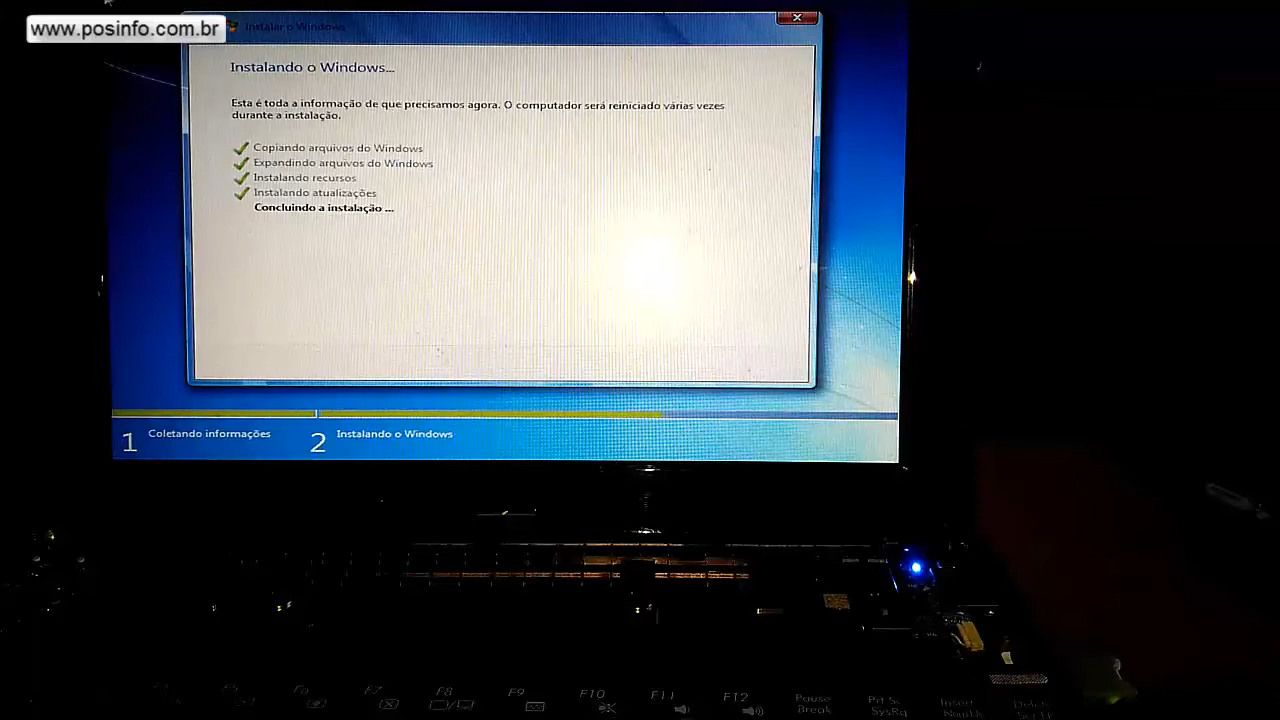 www.posinfo.com.br
Instalar o Windows
Instalando o Windows...
Esta é toda a informação de que precisamos agora. O computador será reiniciado várias vezes
durante a instalação.
Copiando arquivos do Windows
Expandindo arquivos do Windows
Instalando recursos
Instalando atualizações
Concluindo a instalação ...
1 Coletando informações
2 Instalando o Windows
F7 F8 F9 F10 F11 F12 Pause Prt Sc Insert Delete
Break SysRq